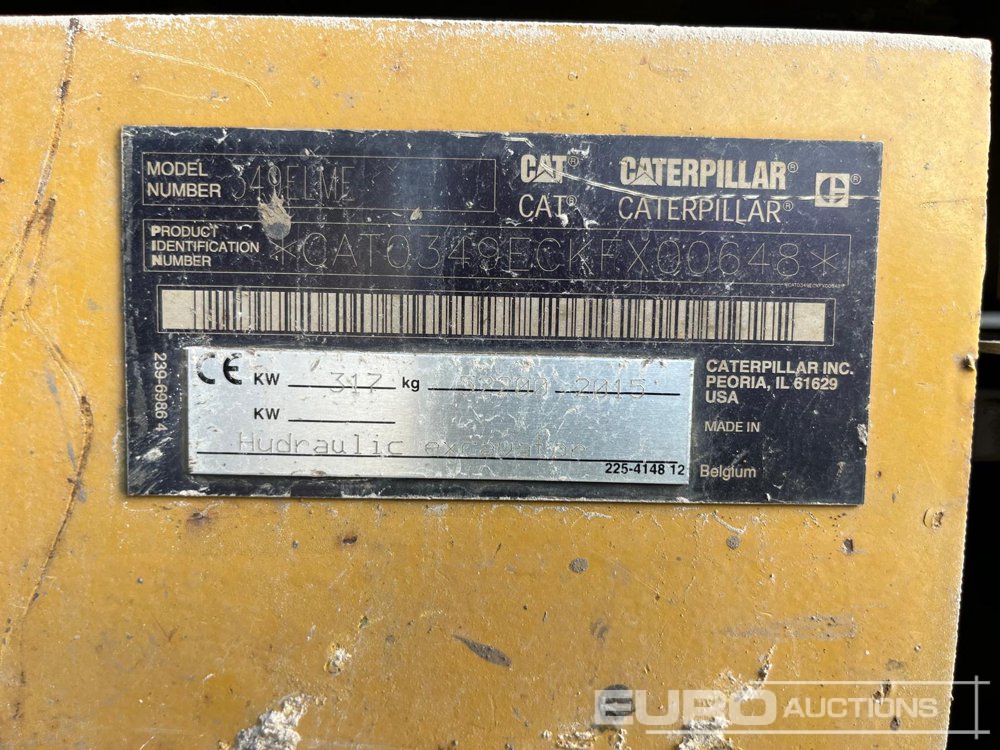 MODEL NUMBER 349ELME
CAT® CATERPILLAR®
CAT® CATERPILLAR® ®
PRODUCT IDENTIFICATION NUMBER *CAT0349ECKFX00648*
239-6986 4
CE KW 317 kg 2015
KW
Hydraulic excavator
225-4148 12
CATERPILLAR INC.
PEORIA, IL 61629
USA
MADE IN
Belgium
EURO AUCTIONS